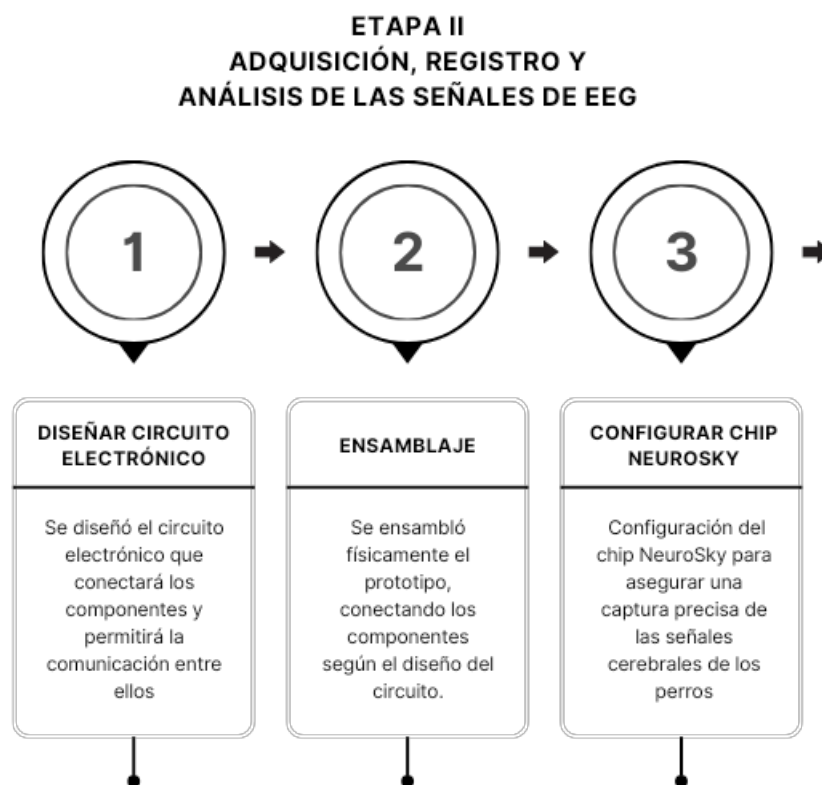 ETAPA II
ADQUISICIÓN, REGISTRO Y
ANÁLISIS DE LAS SEÑALES DE EEG
1
2
3
DISEÑAR CIRCUITO
ELECTRÓNICO
Se diseñó el circuito
electrónico que
conectará los
componentes y
permitirá la
comunicación entre
ellos
ENSAMBLAJE
Se ensambló
físicamente el
prototipo,
conectando los
componentes
según el diseño del
circuito.
CONFIGURAR CHIP
NEUROSKY
Configuración del
chip NeuroSky para
asegurar una
captura precisa de
las señales
cerebrales de los
perros